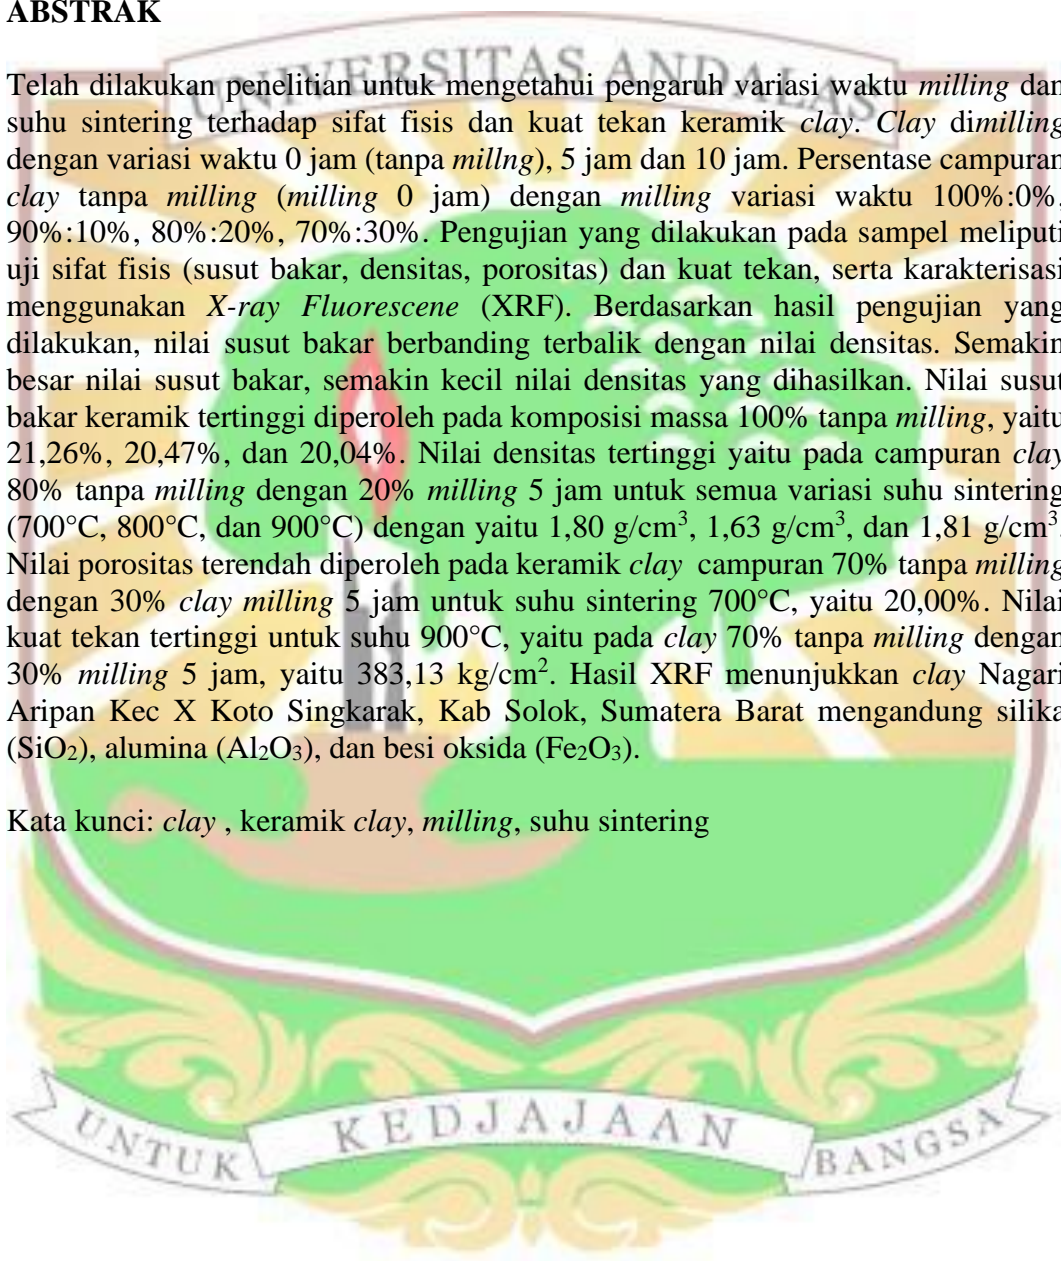 ABSTRAK
UNIVERSITAS ANDALAS
Telah dilakukan penelitian untuk mengetahui pengaruh variasi waktu milling dan
suhu sintering terhadap sifat fisis dan kuat tekan keramik clay. Clay dimilling
dengan variasi waktu 0 jam (tanpa millng), 5 jam dan 10 jam. Persentase campuran
clay tanpa milling (milling 0 jam) dengan milling variasi waktu 100%:0%,
90%:10%, 80%:20%, 70%:30%. Pengujian yang dilakukan pada sampel meliputi
uji sifat fisis (susut bakar, densitas, porositas) dan kuat tekan, serta karakterisasi
menggunakan X-ray Fluorescene (XRF). Berdasarkan hasil pengujian yang
dilakukan, nilai susut bakar berbanding terbalik dengan nilai densitas. Semakin
besar nilai susut bakar, semakin kecil nilai densitas yang dihasilkan. Nilai susut
bakar keramik tertinggi diperoleh pada komposisi massa 100% tanpa milling, yaitu
21,26%, 20,47%, dan 20,04%. Nilai densitas tertinggi yaitu pada campuran clay
80% tanpa milling dengan 20% milling 5 jam untuk semua variasi suhu sintering
(700°C, 800°C, dan 900°C) dengan yaitu 1,80 g/cm³, 1,63 g/cm³, dan 1,81 g/cm³.
Nilai porositas terendah diperoleh pada keramik clay campuran 70% tanpa milling
dengan 30% clay milling 5 jam untuk suhu sintering 700°C, yaitu 20,00%. Nilai
kuat tekan tertinggi untuk suhu 900°C, yaitu pada clay 70% tanpa milling dengan
30% milling 5 jam, yaitu 383,13 kg/cm². Hasil XRF menunjukkan clay Nagari
Aripan Kec X Koto Singkarak, Kab Solok, Sumatera Barat mengandung silika
(SiO₂), alumina (Al₂O₃), dan besi oksida (Fe₂O₃).
Kata kunci: clay , keramik clay, milling, suhu sintering
UNTUK KEDJAJAAN BANGSA